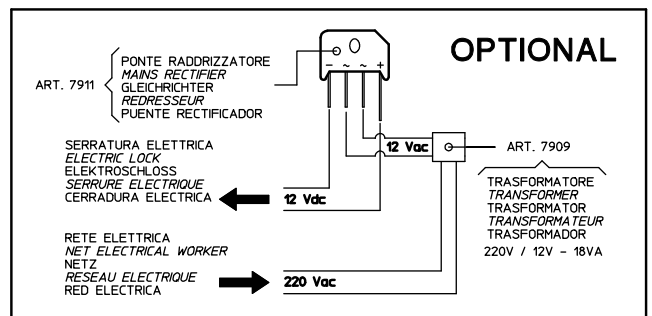 OPTIONAL
ART. 7911
PONTE RADDRIZZATORE
MAINS RECTIFIER
GLEICHRICHTER
REDRESSEUR
PUENTE RECTIFICADOR
- ~ ~ +
SERRATURA ELETTRICA
ELECTRIC LOCK
ELEKTROSCHLOSS
SERRURE ELECTRIQUE
CERRADURA ELECTRICA
12 Vdc
12 Vac
ART. 7909
TRASFORMATORE
TRANSFORMER
TRASFORMATOR
TRANSFORMATEUR
TRASFORMADOR
220V / 12V - 18VA
RETE ELETTRICA
NET ELECTRICAL WORKER
NETZ
RESEAU ELECTRIQUE
RED ELECTRICA
220 Vac